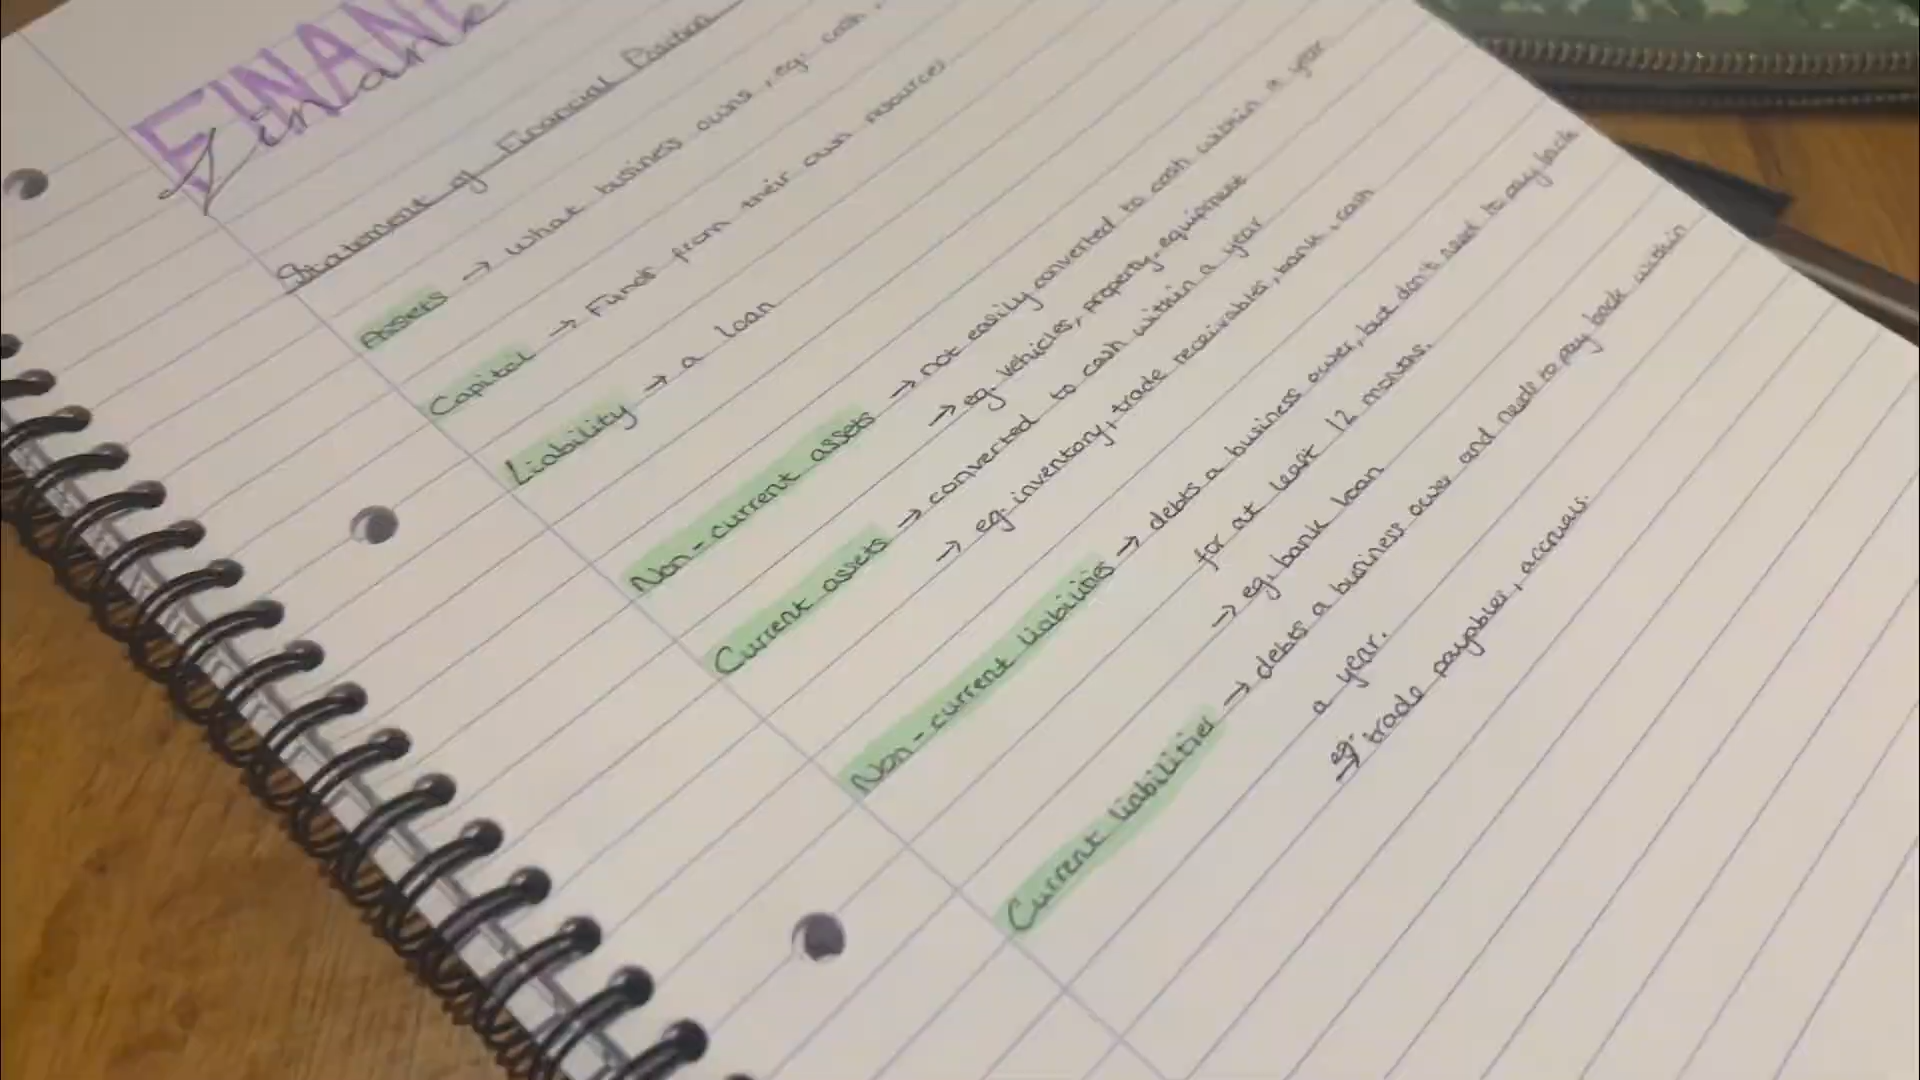 FINAN
Finance
Statement of Financial Position
Assets → What business owns, eg. cash,
Capital → Funds from their own resources
Liability → a loan
Non-current assets → not easily converted to cash within a year
→ eg. vehicles, property, equipment
Current assets → converted to cash within a year
→ eg. inventory, trade receivables, bank, cash
Non-current liabilities → debts a business owes, but don't need to pay back
for at least 12 months.
→ eg. bank loan
Current liabilities → debts a business owes and needs to pay back within
a year.
→ eg. trade payables, accruals.